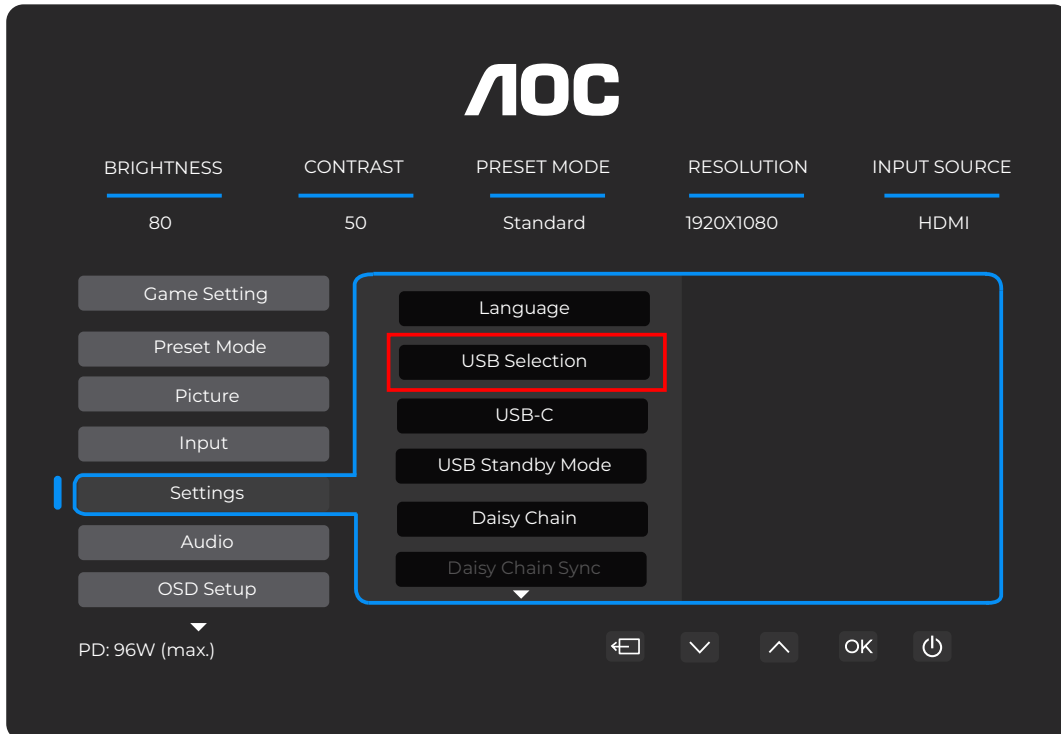 AOC
BRIGHTNESS CONTRAST PRESET MODE RESOLUTION INPUT SOURCE
80 50 Standard 1920X1080 HDMI
Game Setting
Preset Mode
Picture
Input
Settings
Audio
OSD Setup
Language
USB Selection
USB-C
USB Standby Mode
Daisy Chain
Daisy Chain Sync
PD: 96W (max.)
OK